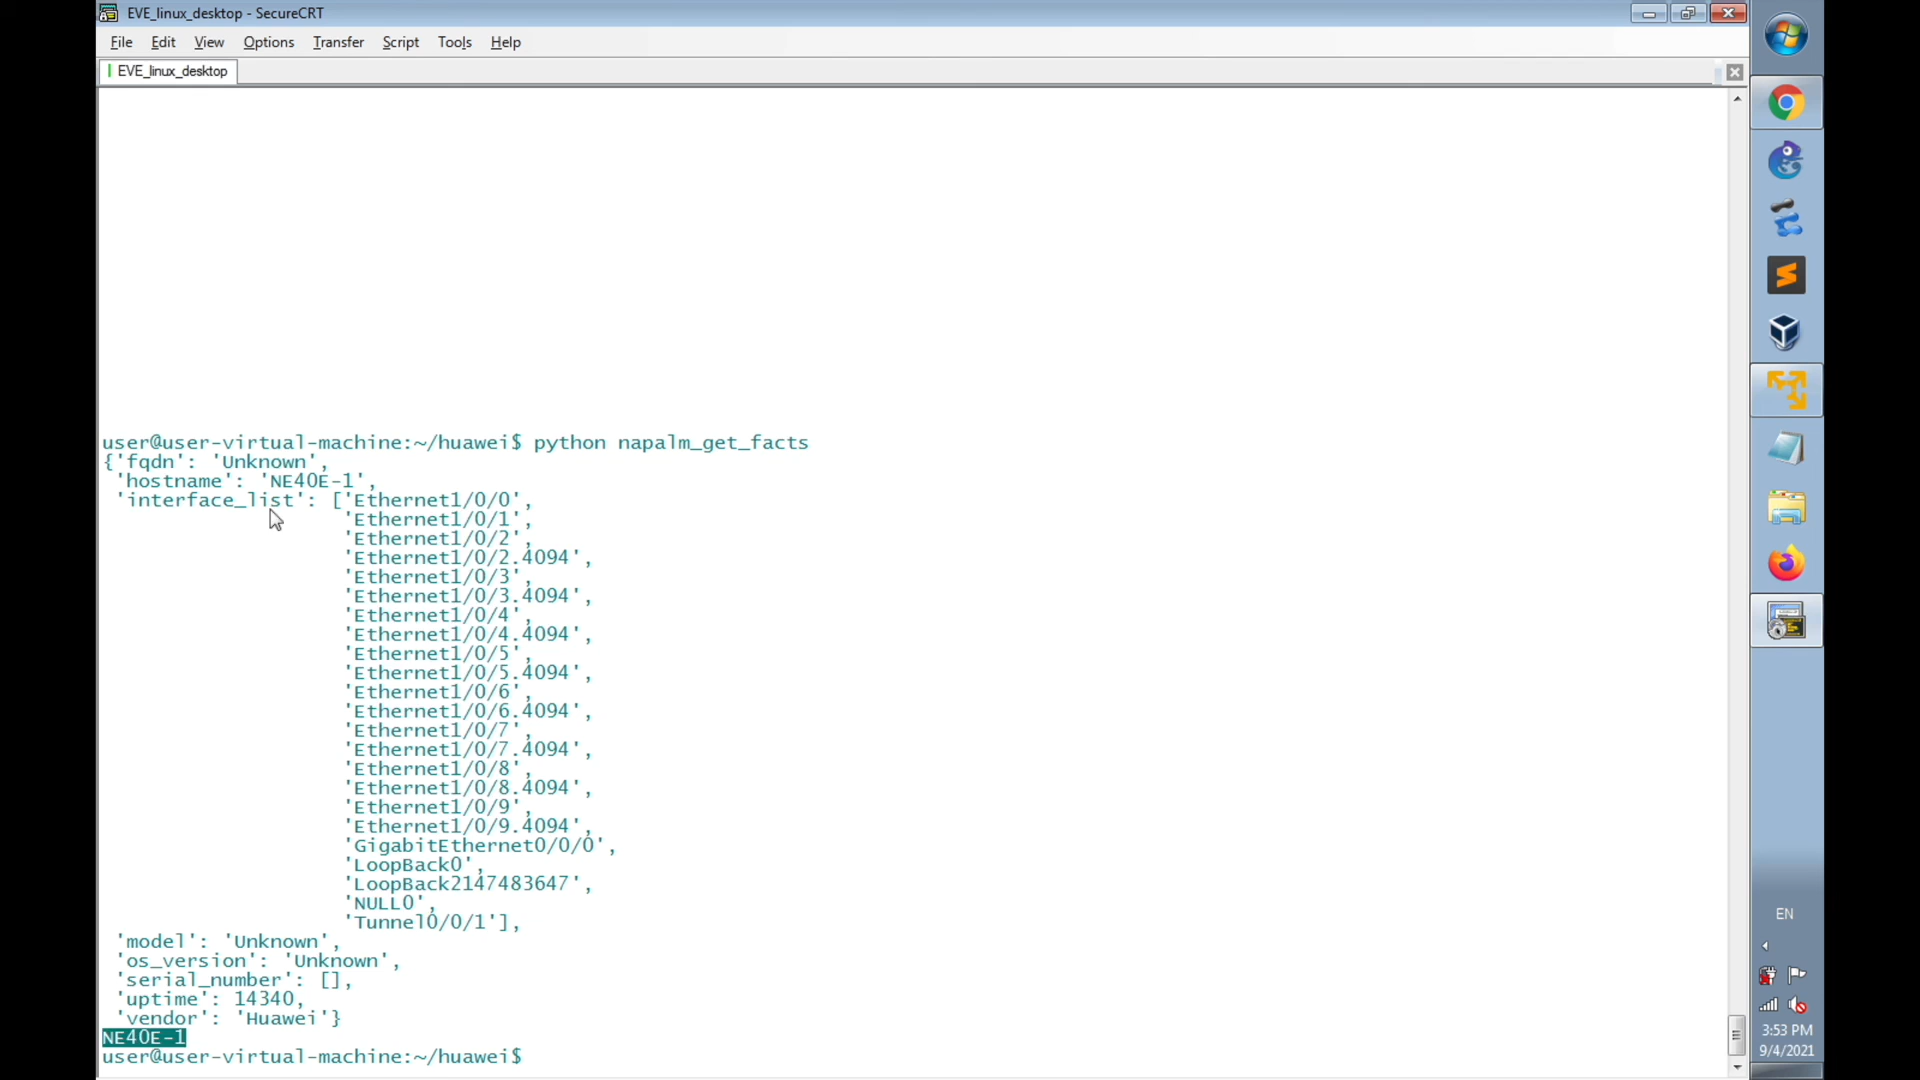 EVE_linux_desktop - SecureCRT
File Edit View Options Transfer Script Tools Help
EVE_linux_desktop
user@user-virtual-machine:~/huawei$ python napalm_get_facts
{'fqdn': 'Unknown',
'hostname': 'NE40E-1',
'interface_list': ['Ethernet1/0/0',
'Ethernet1/0/1',
'Ethernet1/0/2',
'Ethernet1/0/2.4094',
'Ethernet1/0/3',
'Ethernet1/0/3.4094',
'Ethernet1/0/4',
'Ethernet1/0/4.4094',
'Ethernet1/0/5',
'Ethernet1/0/5.4094',
'Ethernet1/0/6',
'Ethernet1/0/6.4094',
'Ethernet1/0/7',
'Ethernet1/0/7.4094',
'Ethernet1/0/8',
'Ethernet1/0/8.4094',
'Ethernet1/0/9',
'Ethernet1/0/9.4094',
'GigabitEthernet0/0/0',
'LoopBack0',
'LoopBack2147483647',
'NULL0',
'Tunnel0/0/1'],
'model': 'Unknown',
'os_version': 'Unknown',
'serial_number': [],
'uptime': 14340,
'vendor': 'Huawei'}
NE40E-1
user@user-virtual-machine:~/huawei$
EN
3:53 PM
9/4/2021